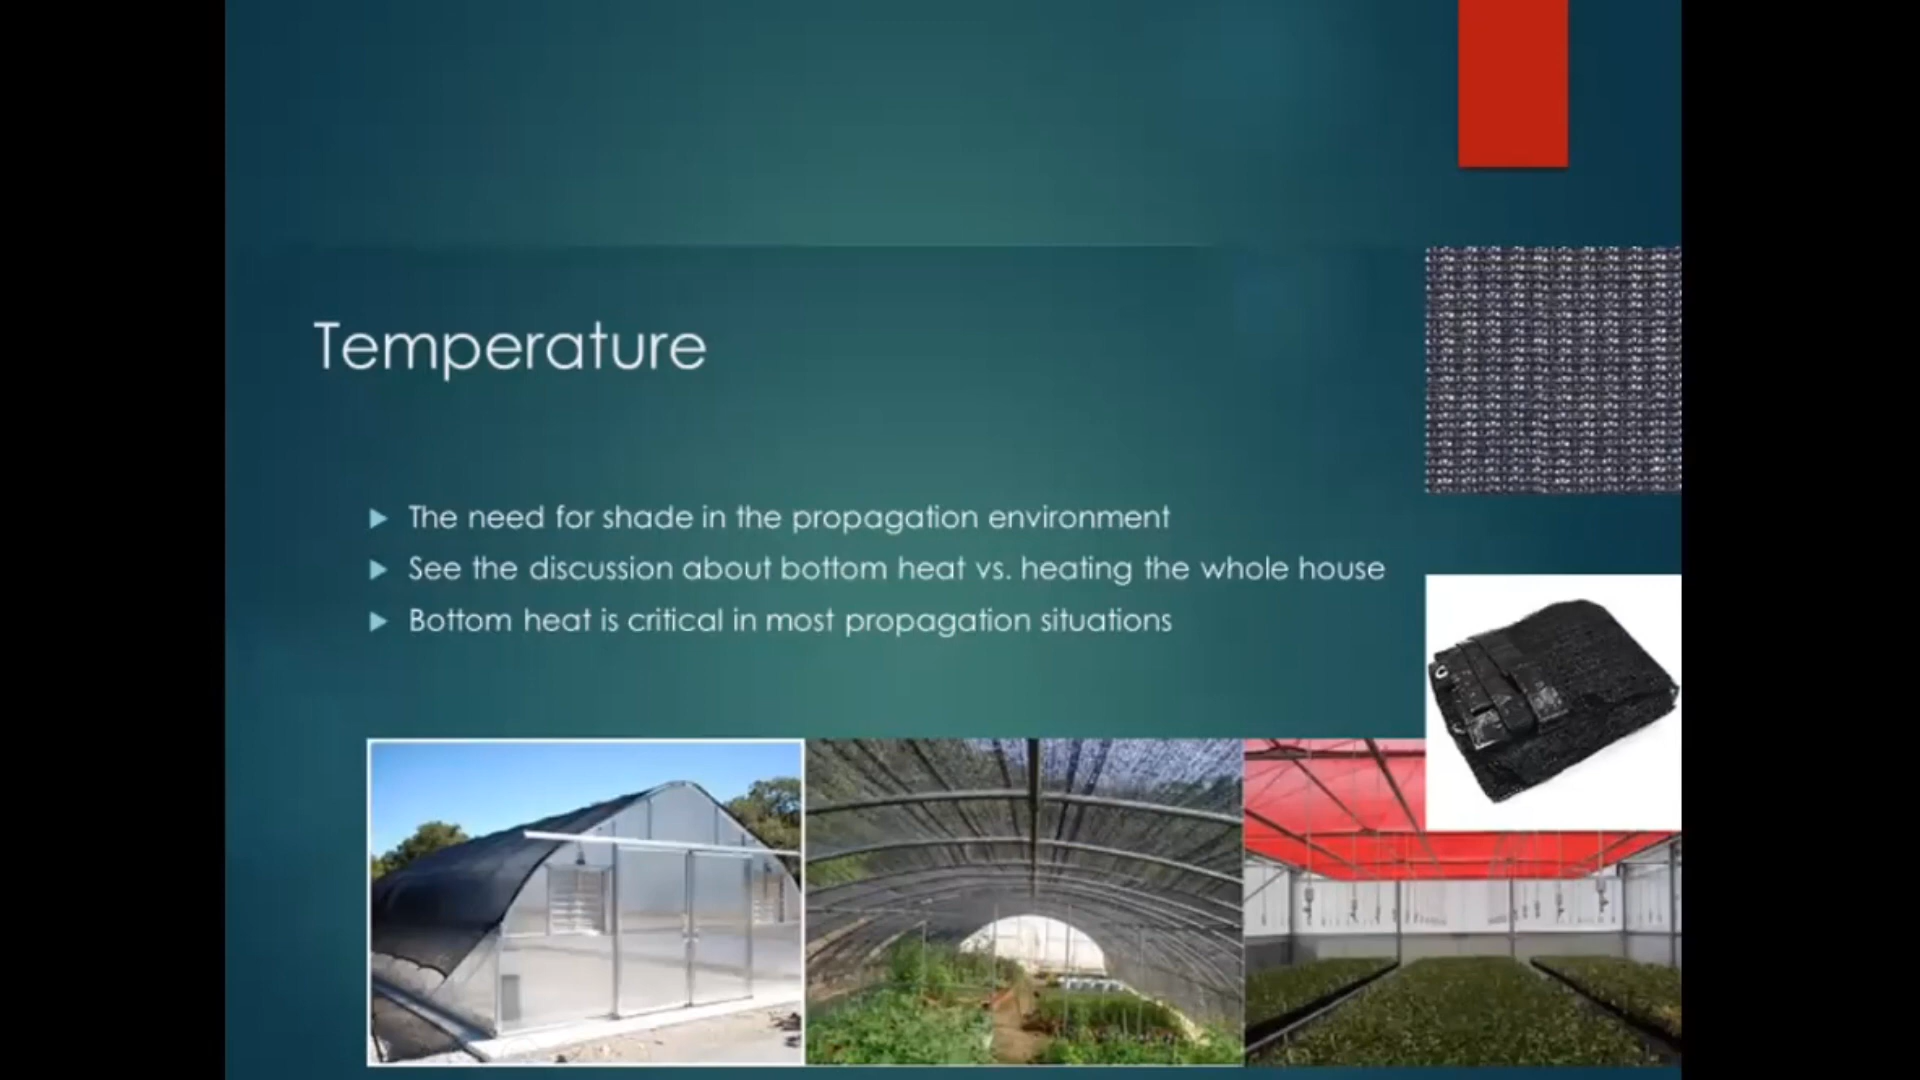 Temperature
The need for shade in the propagation environment
See the discussion about bottom heat vs. heating the whole house
Bottom heat is critical in most propagation situations